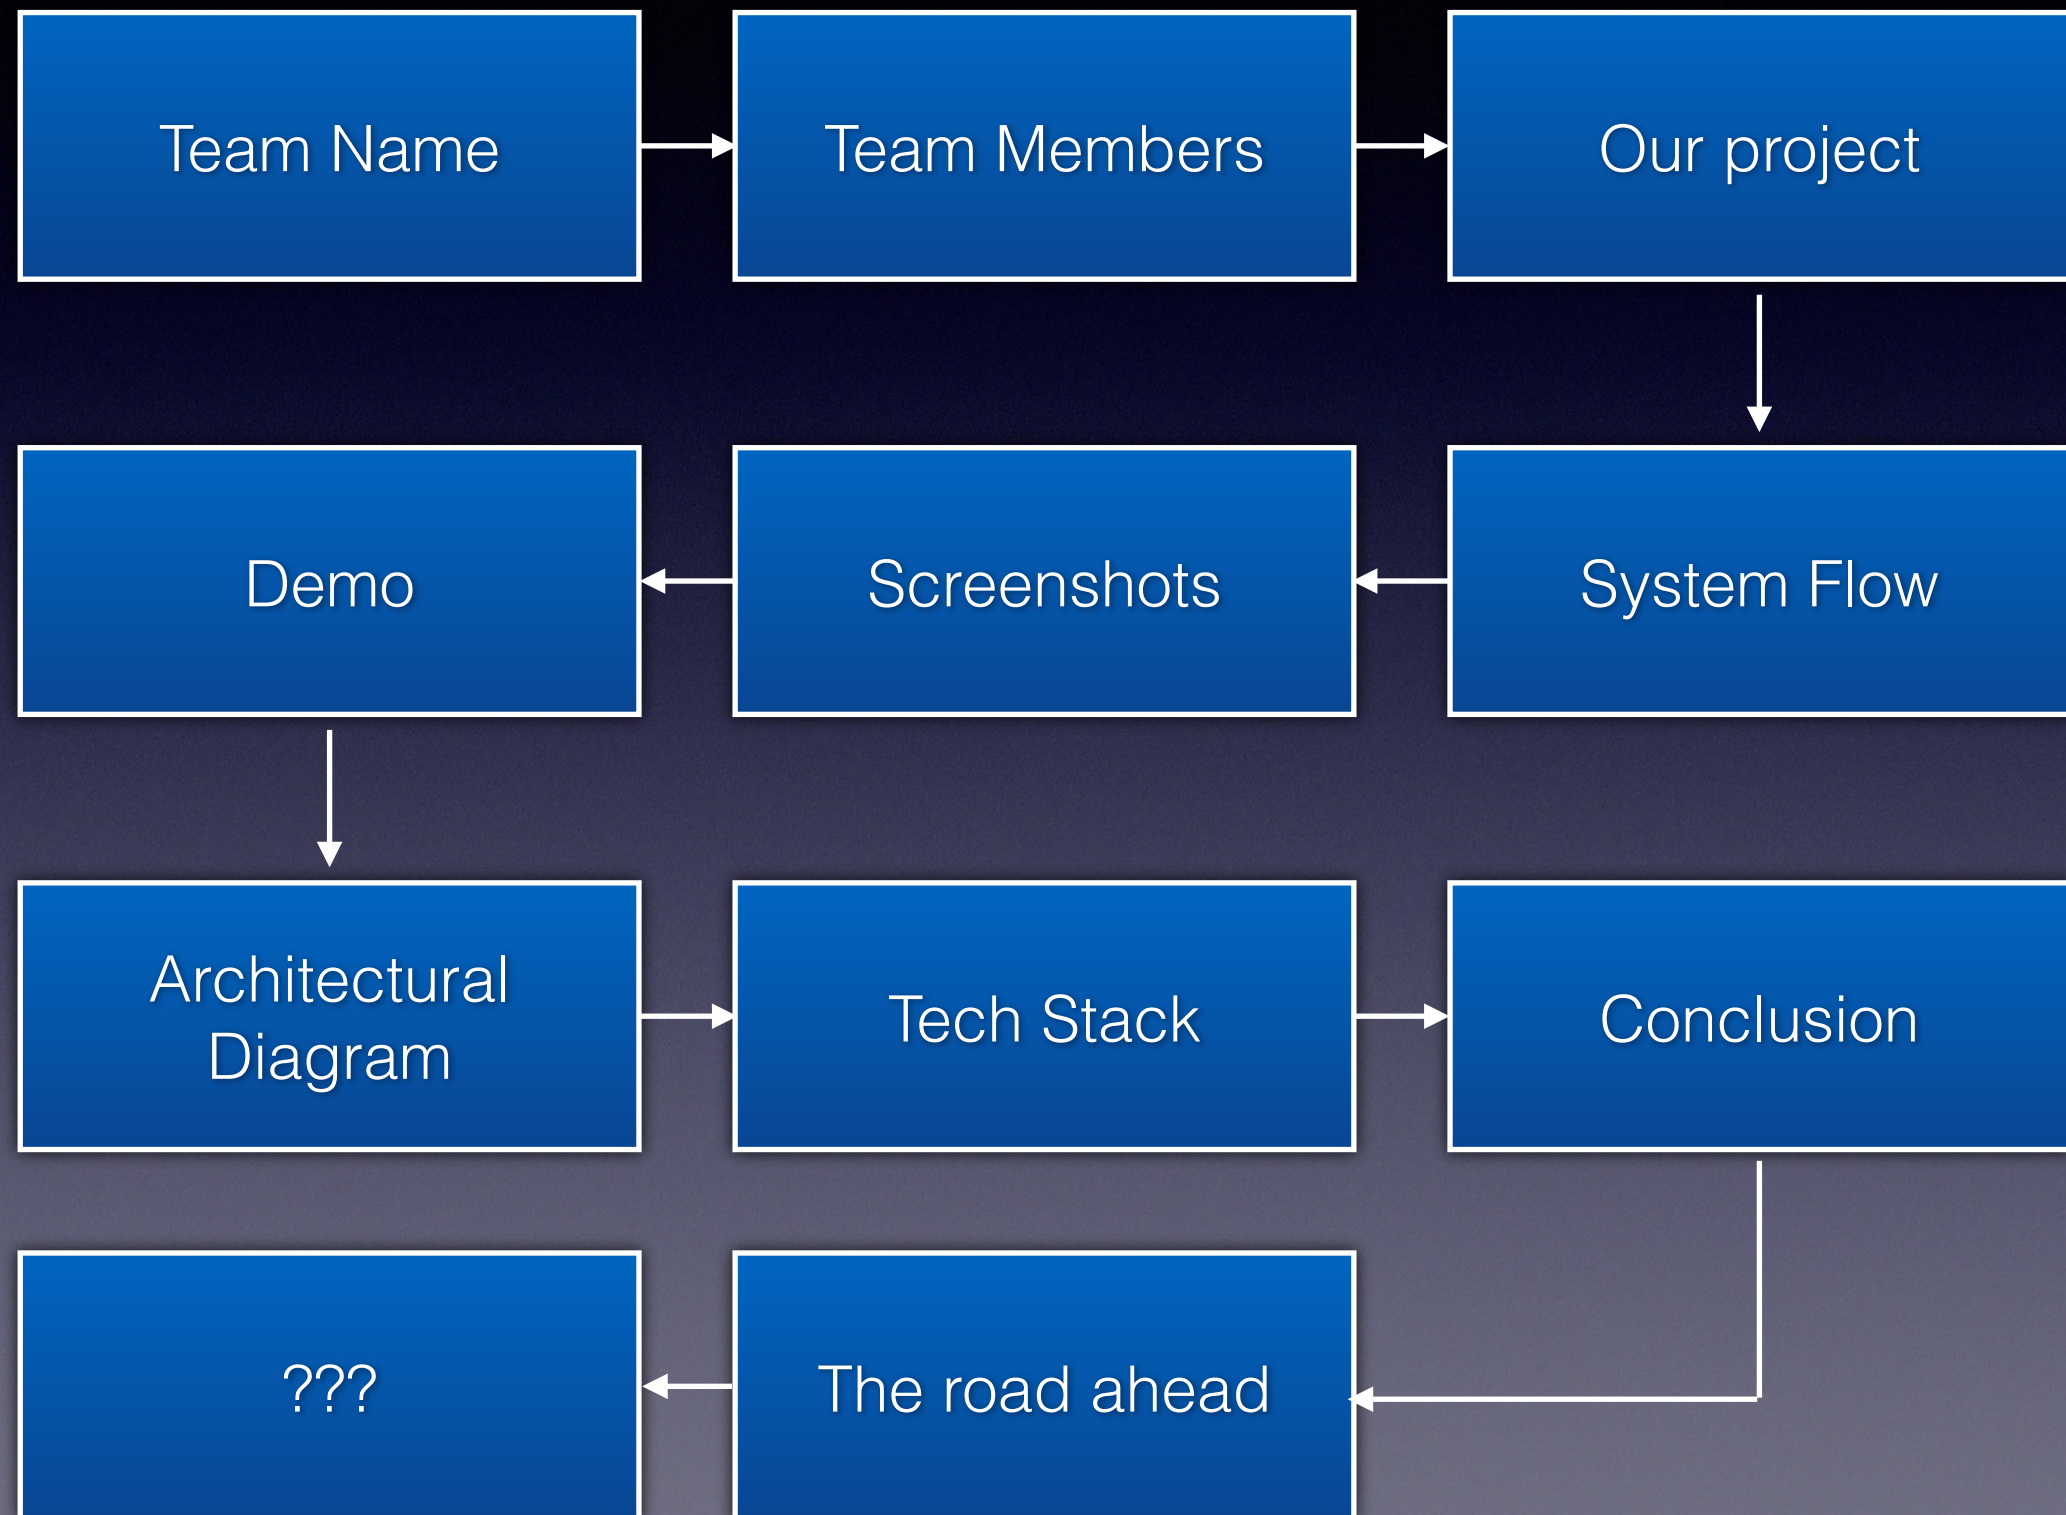 Team Name
Team Members
Our project
Demo
Screenshots
System Flow
Architectural
Diagram
Tech Stack
Conclusion
???
The road ahead